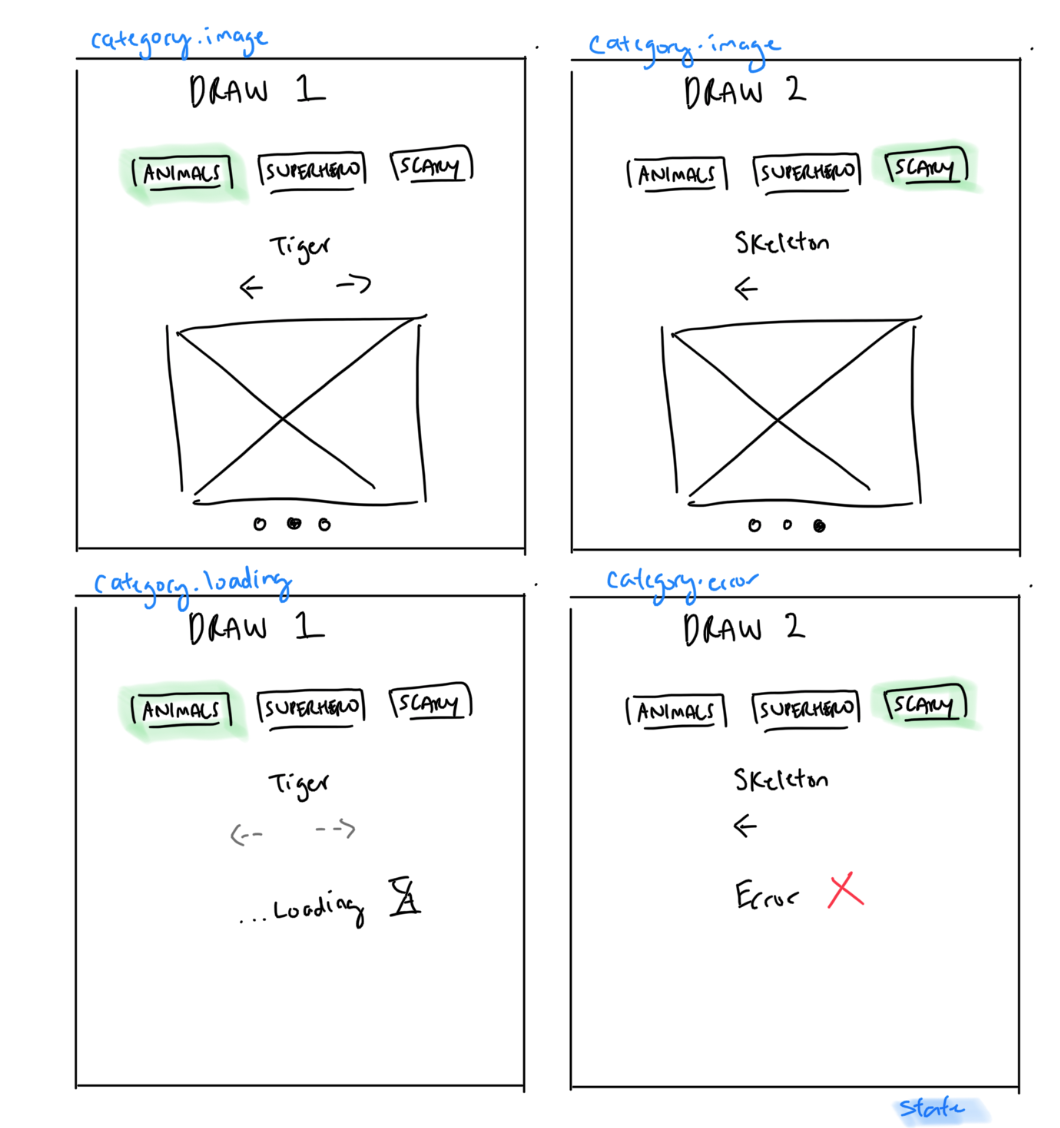 category.image
category.image
DRAW 1
DRAW 2
ANIMALS SUPERHERO SCARY
ANIMALS SUPERHERO SCARY
Tiger
Skeleton
category.loading
category.error
DRAW 1
DRAW 2
ANIMALS SUPERHERO SCARY
ANIMALS SUPERHERO SCARY
Tiger
Skeleton
...Loading
Error
state